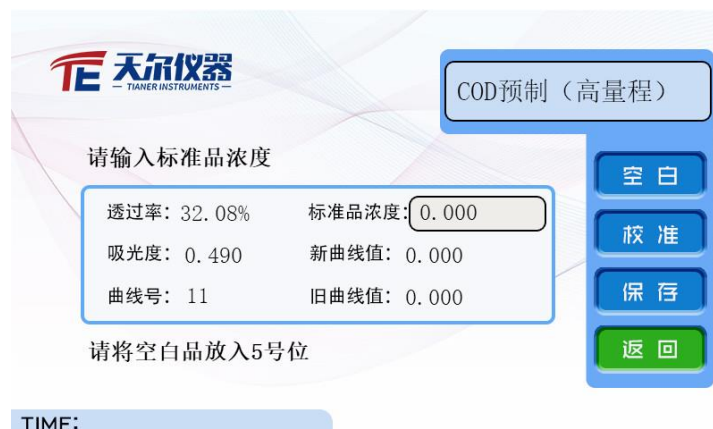 TE 天尔仪器
— TIANER INSTRUMENTS —
COD预制（高量程）
请输入标准品浓度
透过率：32.08% 标准品浓度：0.000
吸光度：0.490 新曲线值：0.000
曲线号：11 旧曲线值：0.000
请将空白品放入5号位
空白
校准
保存
返回
TIME: